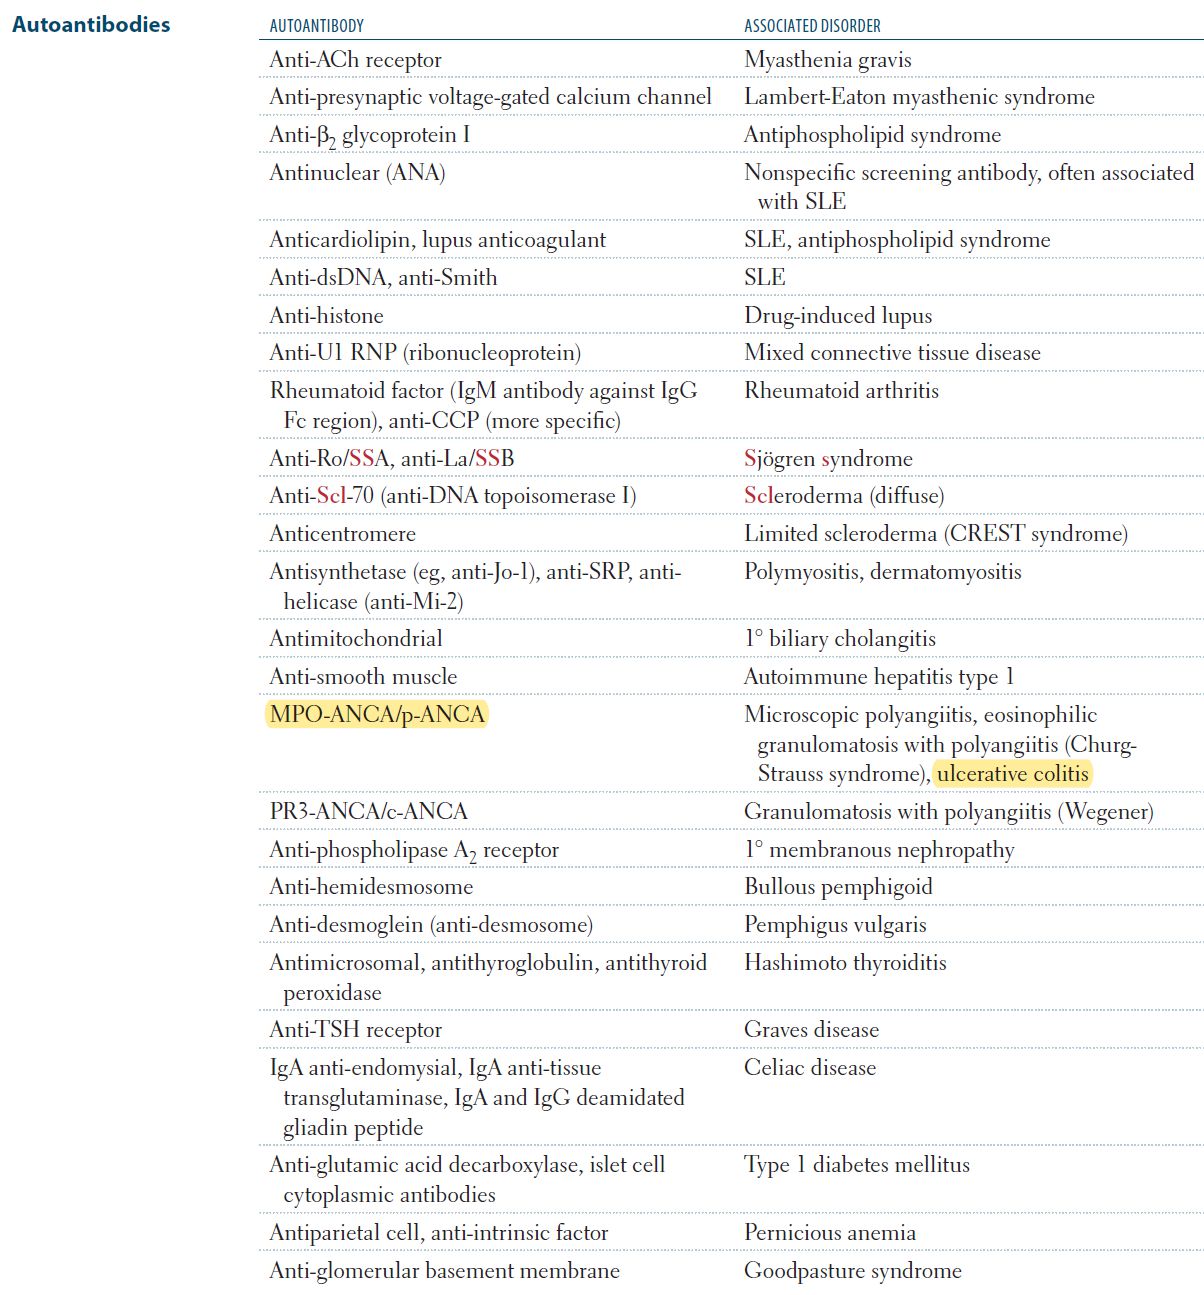 Autoantibodies
AUTOANTIBODY ASSOCIATED DISORDER
Anti-ACh receptor Myasthenia gravis
Anti-presynaptic voltage-gated calcium channel Lambert-Eaton myasthenic syndrome
Anti-β2 glycoprotein I Antiphospholipid syndrome
Antinuclear (ANA) Nonspecific screening antibody, often associated
with SLE
Anticardiolipin, lupus anticoagulant SLE, antiphospholipid syndrome
Anti-dsDNA, anti-Smith SLE
Anti-histone Drug-induced lupus
Anti-U1 RNP (ribonucleoprotein) Mixed connective tissue disease
Rheumatoid factor (IgM antibody against IgG Rheumatoid arthritis
Fc region), anti-CCP (more specific)
Anti-Ro/SSA, anti-La/SSB Sjögren syndrome
Anti-Scl-70 (anti-DNA topoisomerase I) Scleroderma (diffuse)
Anticentromere Limited scleroderma (CREST syndrome)
Antisynthetase (eg, anti-Jo-1), anti-SRP, anti- Polymyositis, dermatomyositis
helicase (anti-Mi-2)
Antimitochondrial 1° biliary cholangitis
Anti-smooth muscle Autoimmune hepatitis type 1
MPO-ANCA/p-ANCA Microscopic polyangiitis, eosinophilic
granulomatosis with polyangiitis (Churg-
Strauss syndrome), ulcerative colitis
PR3-ANCA/c-ANCA Granulomatosis with polyangiitis (Wegener)
Anti-phospholipase A2 receptor 1° membranous nephropathy
Anti-hemidesmosome Bullous pemphigoid
Anti-desmoglein (anti-desmosome) Pemphigus vulgaris
Antimicrosomal, antithyroglobulin, antithyroid Hashimoto thyroiditis
peroxidase
Anti-TSH receptor Graves disease
IgA anti-endomysial, IgA anti-tissue Celiac disease
transglutaminase, IgA and IgG deamidated
gliadin peptide
Anti-glutamic acid decarboxylase, islet cell Type 1 diabetes mellitus
cytoplasmic antibodies
Antiparietal cell, anti-intrinsic factor Pernicious anemia
Anti-glomerular basement membrane Goodpasture syndrome